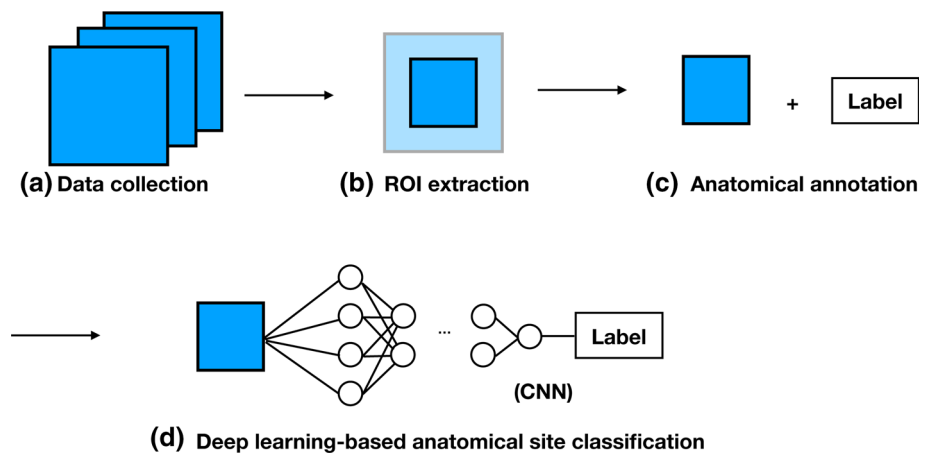 +
Label
(a) Data collection
(b) ROI extraction
(c) Anatomical annotation
...
Label
(CNN)
(d) Deep learning-based anatomical site classification